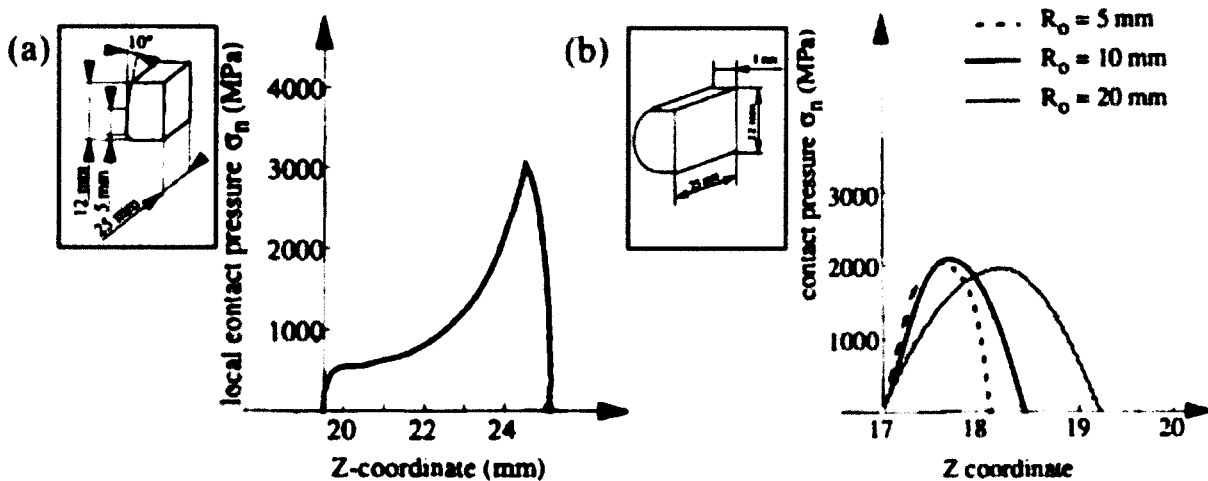 (a)
10°
12 mm
5 mm
25 mm
local contact pressure σn (MPa)
4000
3000
2000
1000
20 22 24
Z-coordinate (mm)
(b)
12 mm
25 mm
contact pressure σn (MPa)
Ro = 5 mm
Ro = 10 mm
Ro = 20 mm
3000
2000
1000
17 18 19 20
Z coordinate